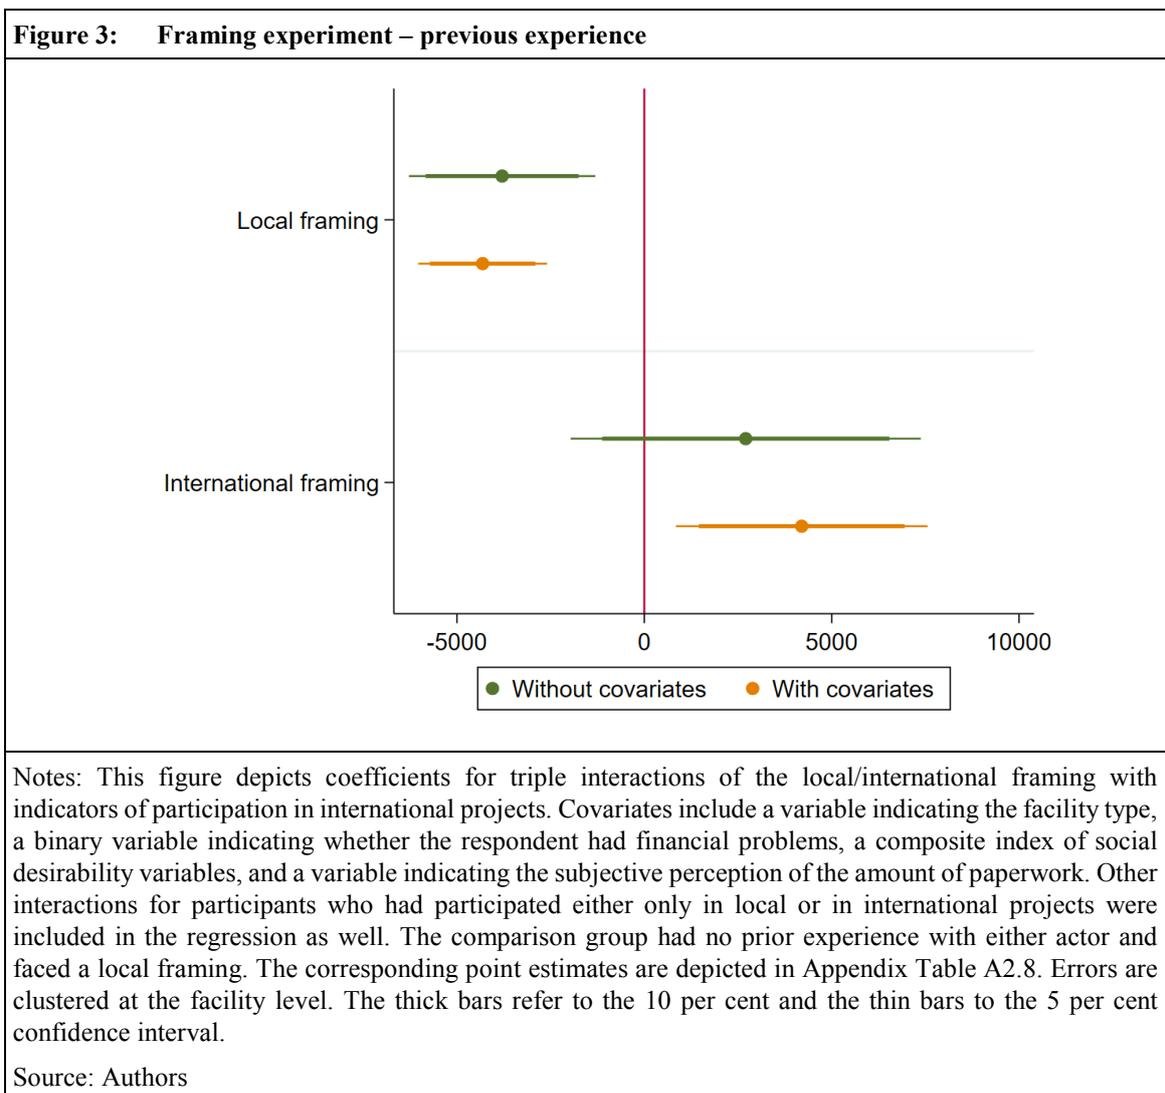 Figure 3: Framing experiment – previous experience
Local framing
International framing
-5000 0 5000 10000
Without covariates With covariates
Notes: This figure depicts coefficients for triple interactions of the local/international framing with
indicators of participation in international projects. Covariates include a variable indicating the facility type,
a binary variable indicating whether the respondent had financial problems, a composite index of social
desirability variables, and a variable indicating the subjective perception of the amount of paperwork. Other
interactions for participants who had participated either only in local or in international projects were
included in the regression as well. The comparison group had no prior experience with either actor and
faced a local framing. The corresponding point estimates are depicted in Appendix Table A2.8. Errors are
clustered at the facility level. The thick bars refer to the 10 per cent and the thin bars to the 5 per cent
confidence interval.
Source: Authors